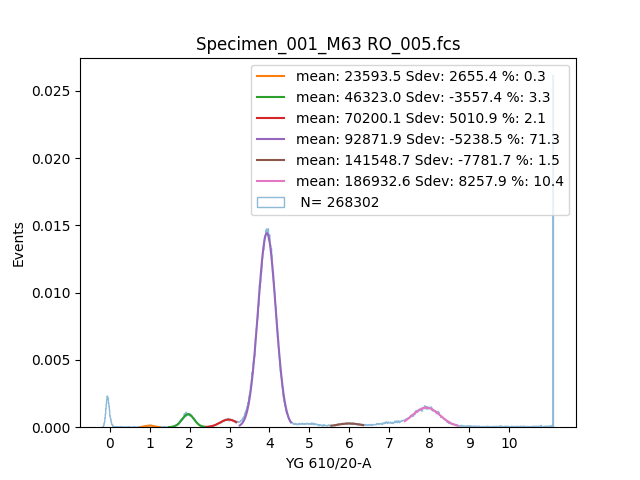 Specimen_001_M63 RO_005.fcs
mean: 23593.5 Sdev: 2655.4 %: 0.3
mean: 46323.0 Sdev: -3557.4 %: 3.3
mean: 70200.1 Sdev: 5010.9 %: 2.1
mean: 92871.9 Sdev: -5238.5 %: 71.3
mean: 141548.7 Sdev: -7781.7 %: 1.5
mean: 186932.6 Sdev: 8257.9 %: 10.4
N= 268302
Events
0.025
0.020
0.015
0.010
0.005
0.000
0 1 2 3 4 5 6 7 8 9 10
YG 610/20-A